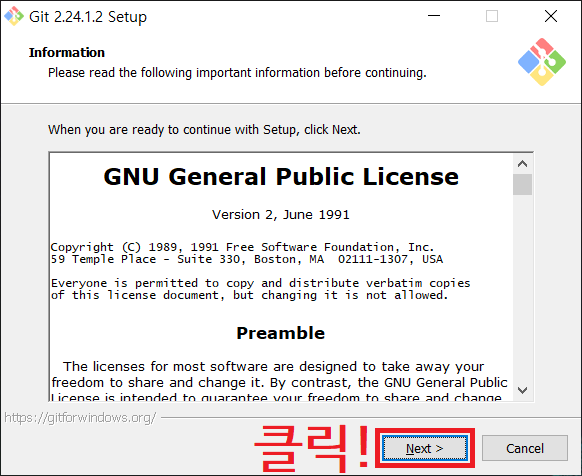 Git 2.24.1.2 Setup
Information
Please read the following important information before continuing.
When you are ready to continue with Setup, click Next.
GNU General Public License
Version 2, June 1991
Copyright (C) 1989, 1991 Free Software Foundation, Inc.
59 Temple Place - Suite 330, Boston, MA  02111-1307, USA
Everyone is permitted to copy and distribute verbatim copies
of this license document, but changing it is not allowed.
Preamble
The licenses for most software are designed to take away your
freedom to share and change it. By contrast, the GNU General Public
License is intended to guarantee your freedom to share and change
https://gitforwindows.org/
클릭!
Next >
Cancel